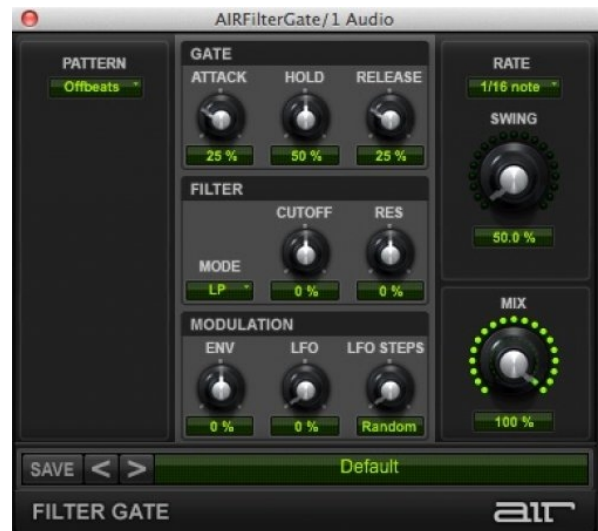 AIRFilterGate/1 Audio
PATTERN
Offbeats
GATE
ATTACK HOLD RELEASE
25 % 50 % 25 %
FILTER
CUTOFF RES
MODE
LP 0 % 0 %
MODULATION
ENV LFO LFO STEPS
0 % 0 % Random
RATE
1/16 note
SWING
50.0 %
MIX
100 %
SAVE < > Default
FILTER GATE air